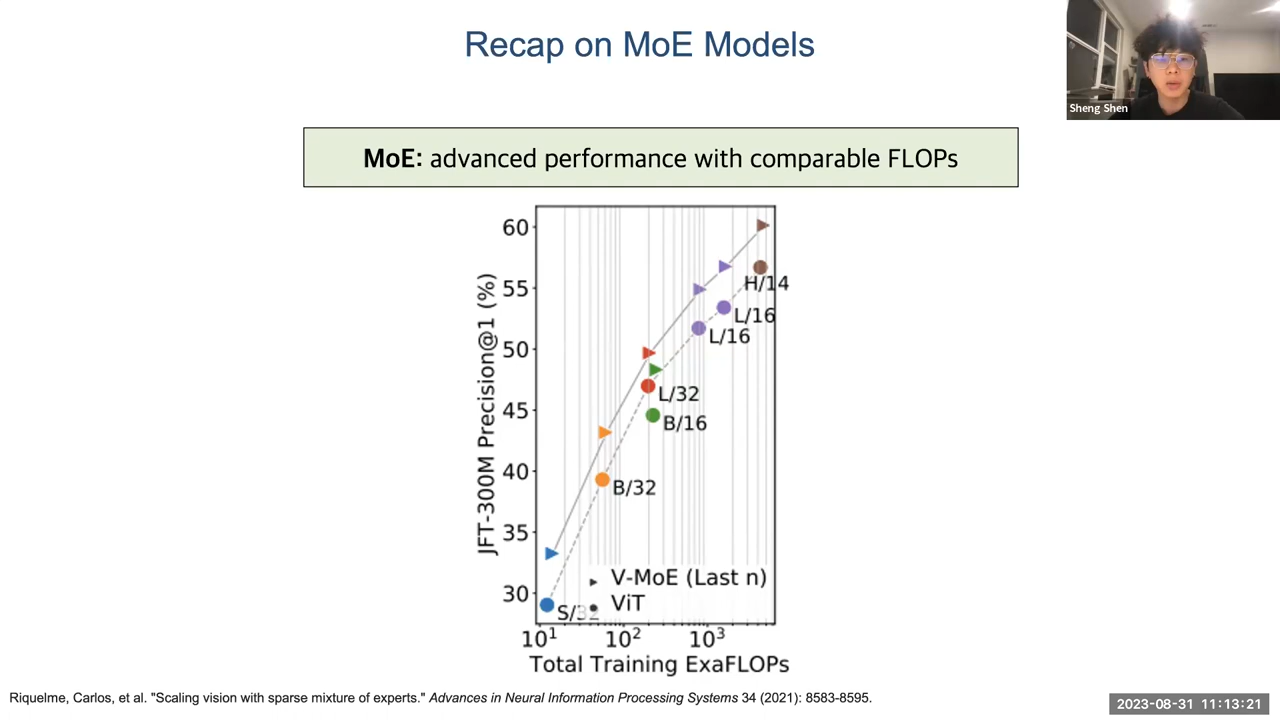 Recap on MoE Models
Sheng Shen
MoE: advanced performance with comparable FLOPs
60
55
50
45
40
35
30
JFT-300M Precision@1 (%)
H/14
L/16
L/16
L/32
B/16
B/32
S/32
V-MoE (Last n)
ViT
10¹ 10² 10³
Total Training ExaFLOPs
Riquelme, Carlos, et al. "Scaling vision with sparse mixture of experts." Advances in Neural Information Processing Systems 34 (2021): 8583-8595.
2023-08-31 11:13:21